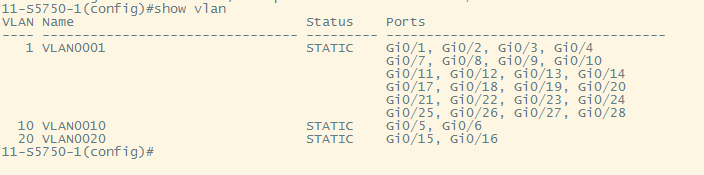 11-S5750-1(config)#show vlan
VLAN Name                             Status    Ports
---- -------------------------------- --------- -----------------------------------
   1 VLAN0001                         STATIC    Gi0/1, Gi0/2, Gi0/3, Gi0/4
                                                Gi0/7, Gi0/8, Gi0/9, Gi0/10
                                                Gi0/11, Gi0/12, Gi0/13, Gi0/14
                                                Gi0/17, Gi0/18, Gi0/19, Gi0/20
                                                Gi0/21, Gi0/22, Gi0/23, Gi0/24
                                                Gi0/25, Gi0/26, Gi0/27, Gi0/28
  10 VLAN0010                         STATIC    Gi0/5, Gi0/6
  20 VLAN0020                         STATIC    Gi0/15, Gi0/16
11-S5750-1(config)#